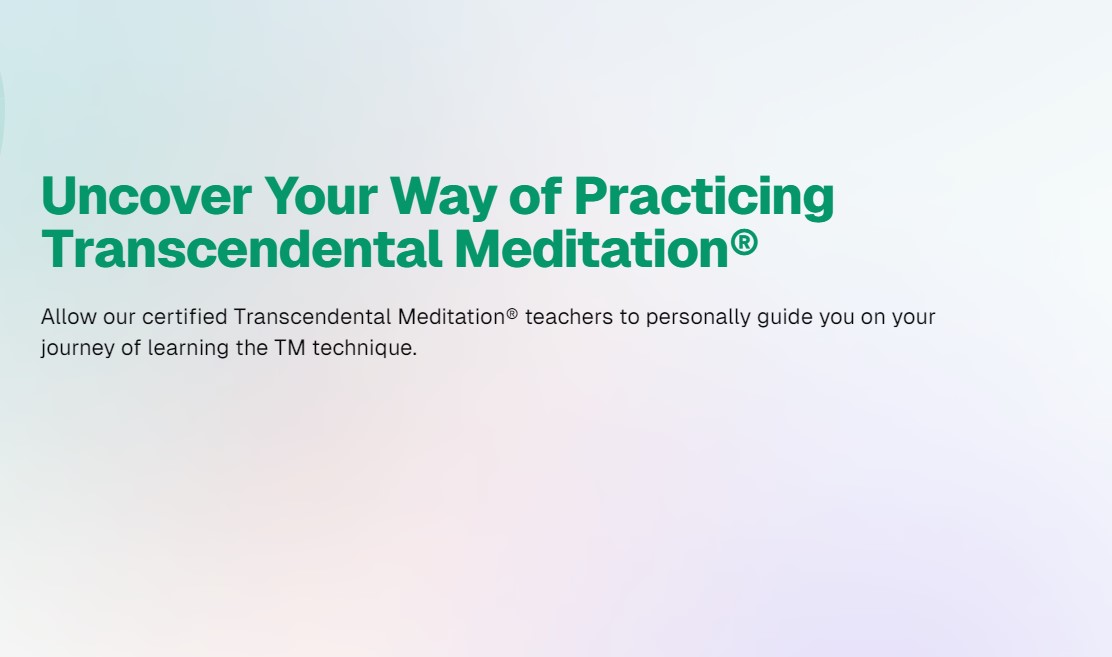 Uncover Your Way of Practicing
Transcendental Meditation®
Allow our certified Transcendental Meditation® teachers to personally guide you on your
journey of learning the TM technique.